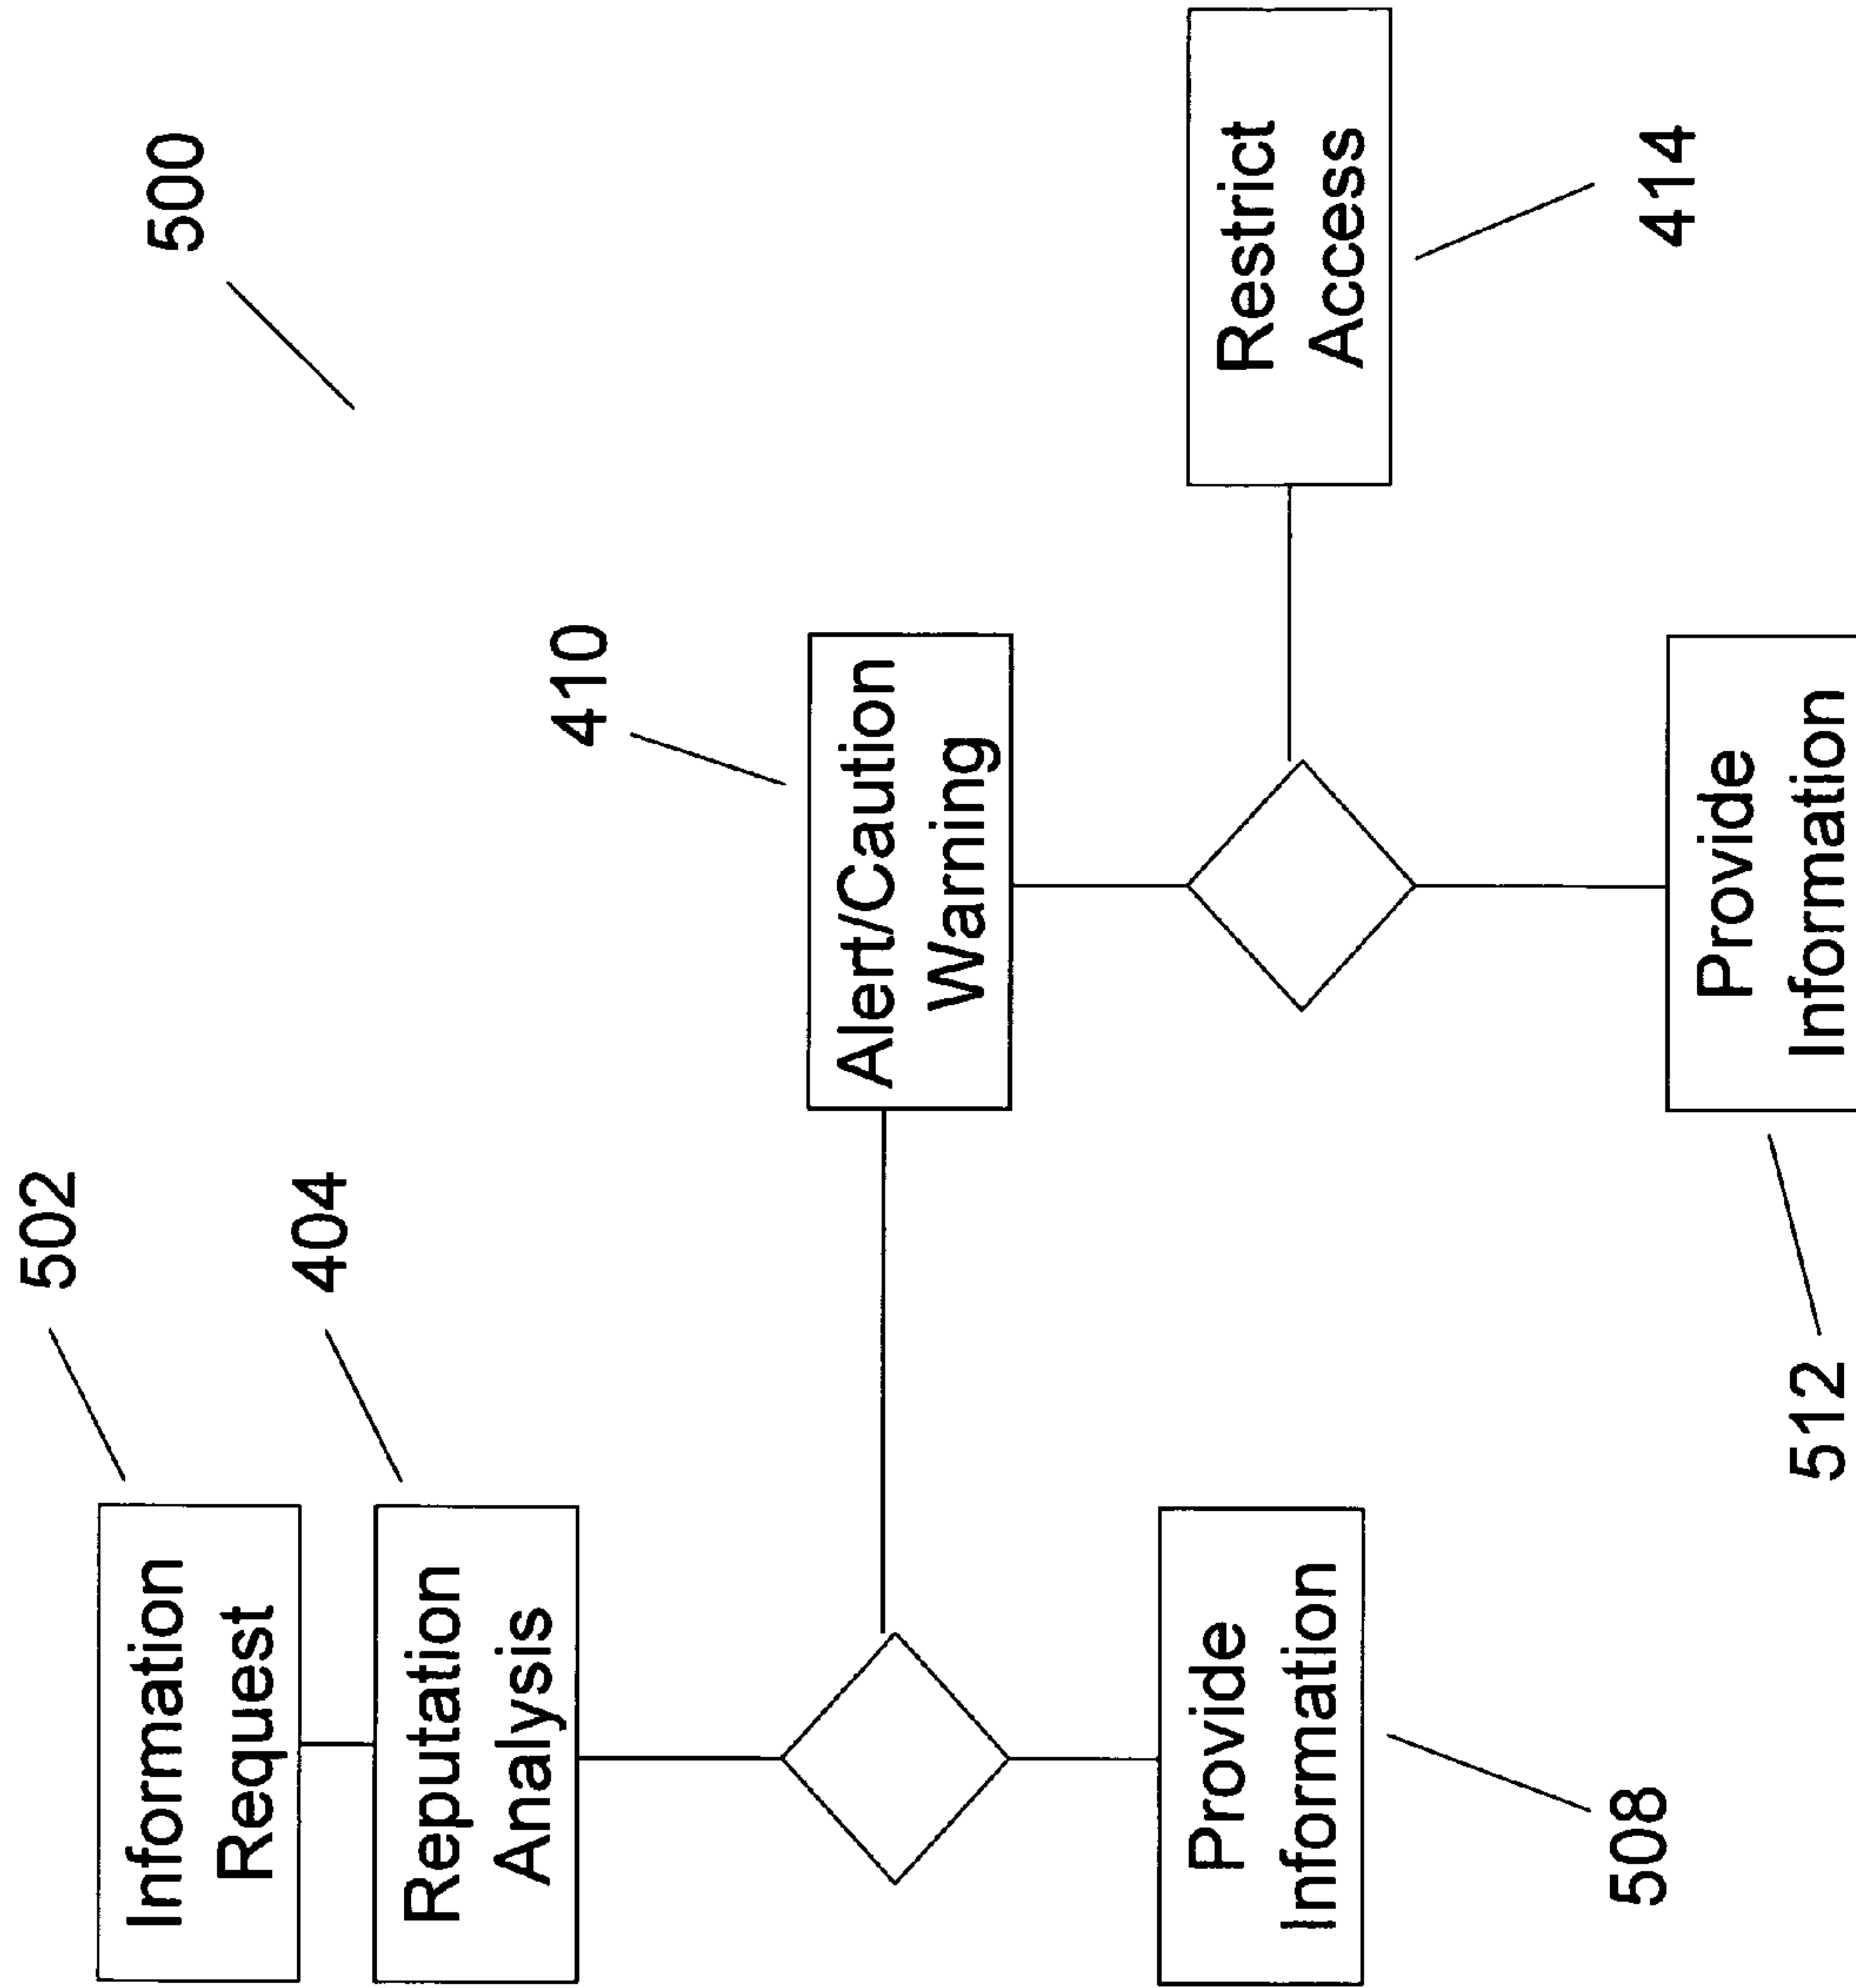 500
502
Information
Request
404
Reputation
Analysis
410
Alert/Caution
Warning
508
Provide
Information
Restrict
Access
414
512
Provide
Information